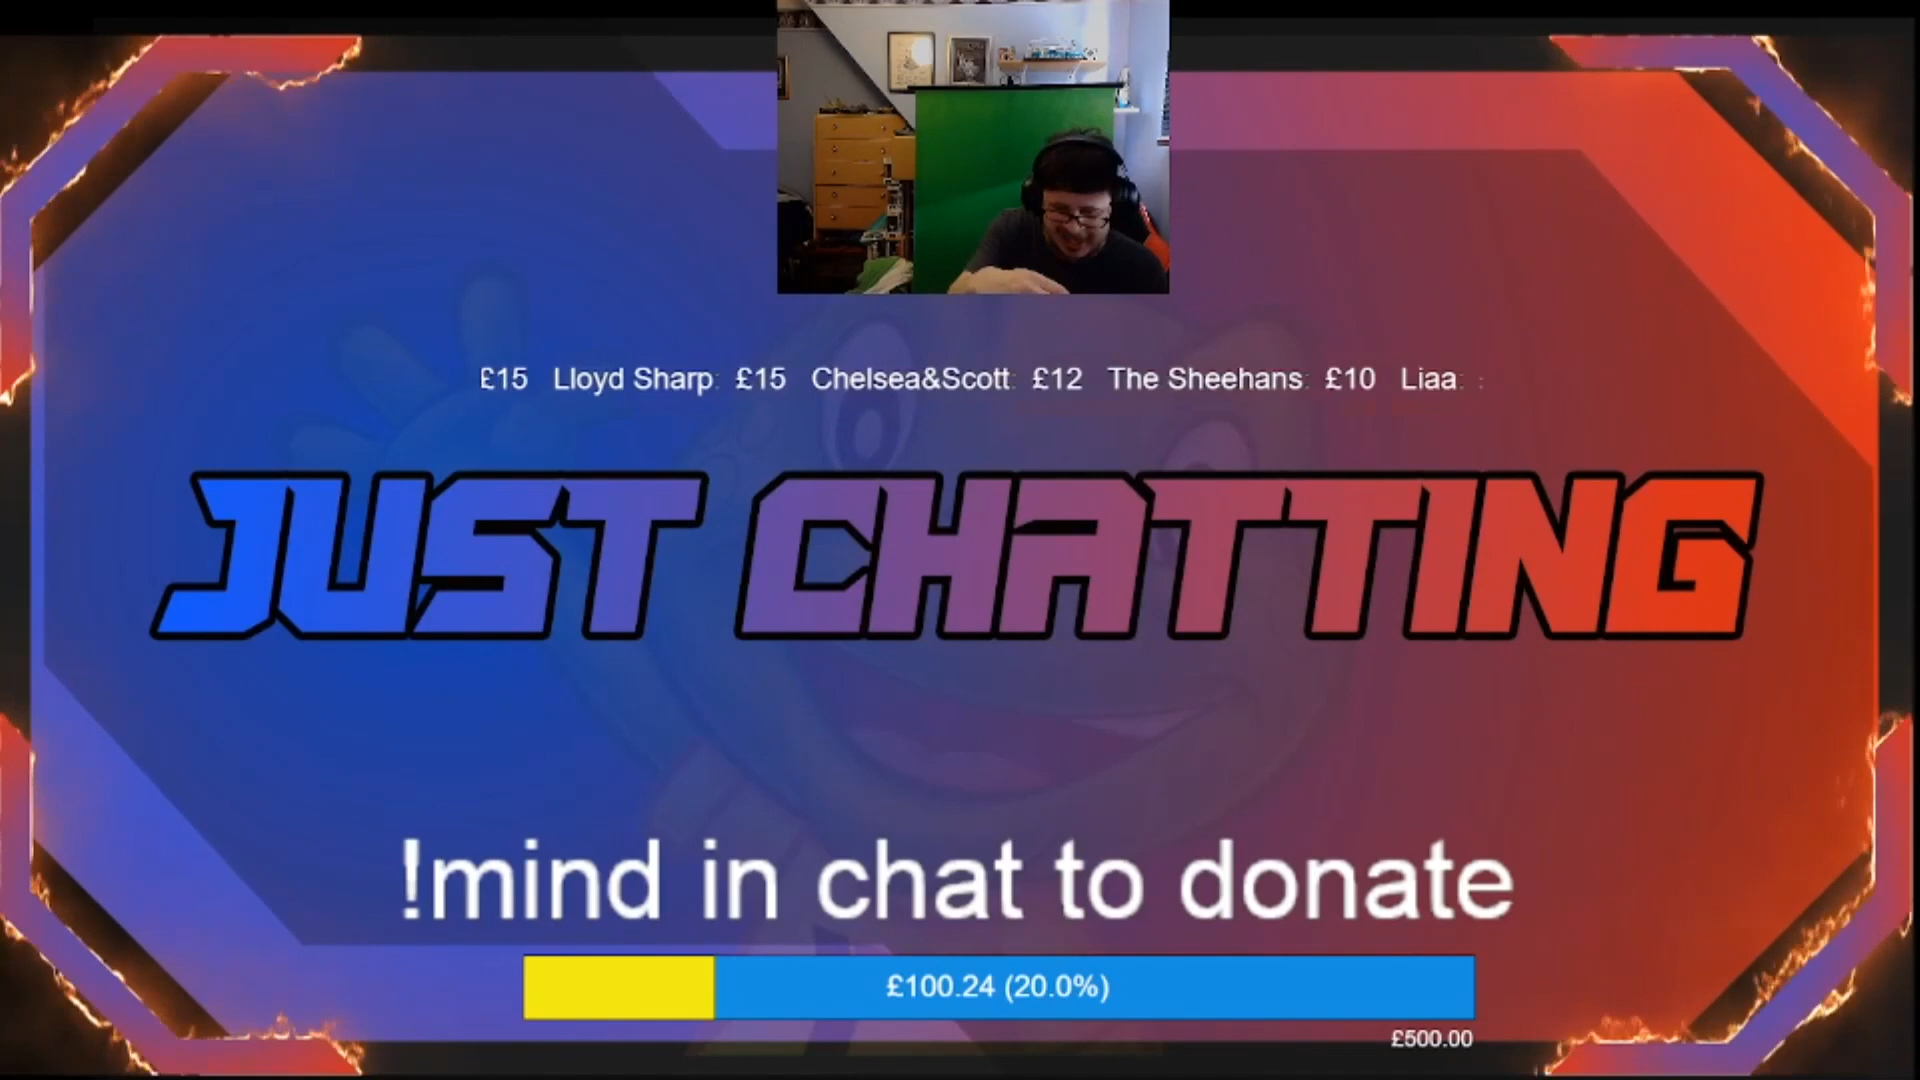 £15 Lloyd Sharp: £15 Chelsea&Scott: £12 The Sheehans: £10 Liaa: :
JUST CHATTING
!mind in chat to donate
£100.24 (20.0%)
£500.00